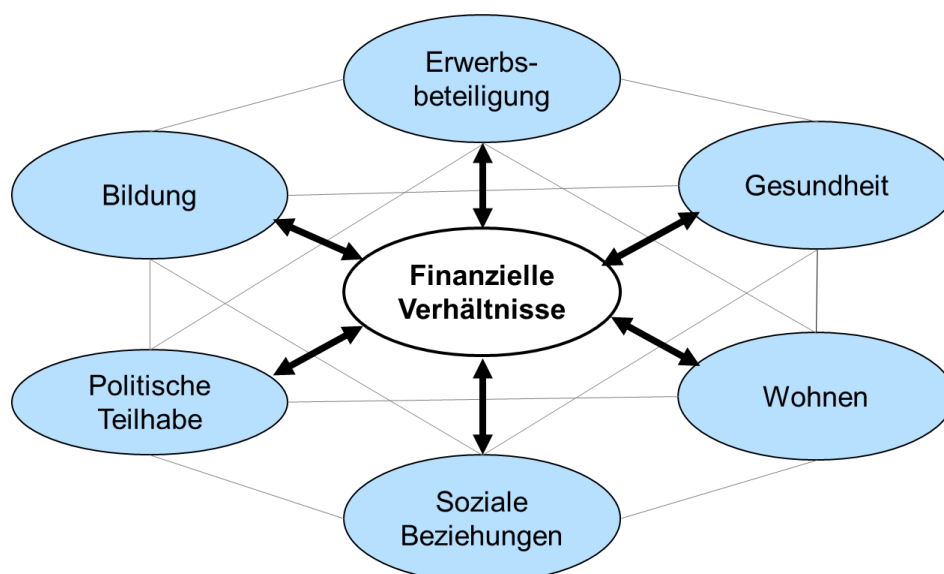 Erwerbs-
beteiligung
Bildung
Gesundheit
Finanzielle
Verhältnisse
Politische
Teilhabe
Wohnen
Soziale
Beziehungen